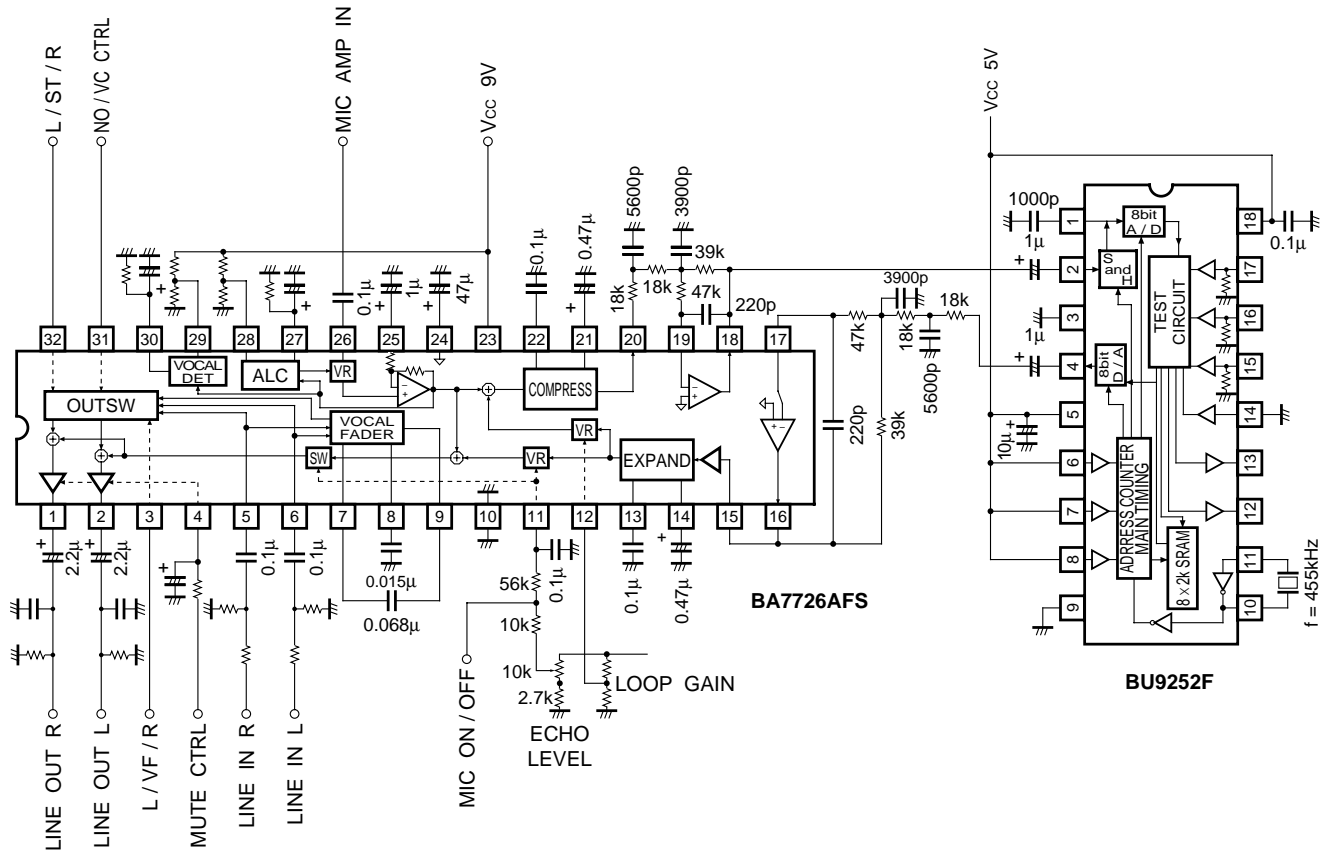 L / ST / R
NO / VC CTRL
MIC AMP IN
Vcc 9V
Vcc 5V
0.1µ
1µ
47µ
0.1µ
0.47µ
5600p
3900p
18k
18k
39k
47k
220p
3900p
47k
18k
18k
5600p
220p
39k
1000p
1µ
1µ
10µ
0.1µ
32
31
30
29
28
27
26
25
24
23
22
21
20
19
18
17
VOCAL
DET
ALC
VR
OUTSW
VOCAL
FADER
COMPRESS
VR
SW
VR
EXPAND
1
2
3
4
5
6
7
8
9
10
11
12
13
14
15
16
2.2µ
2.2µ
0.1µ
0.1µ
0.015µ
0.068µ
0.1µ
56k
10k
10k
2.7k
0.1µ
0.47µ
BA7726AFS
LOOP GAIN
ECHO
LEVEL
LINE OUT R
LINE OUT L
L / VF / R
MUTE CTRL
LINE IN R
LINE IN L
MIC ON / OFF
1
2
3
4
5
6
7
8
9
18
17
16
15
14
13
12
11
10
8bit
A / D
S
and
H
TEST
CIRCUIT
8bit
D / A
ADRRESS COUNTER
MAIN TIMING
8 × 2k SRAM
f = 455kHz
BU9252F